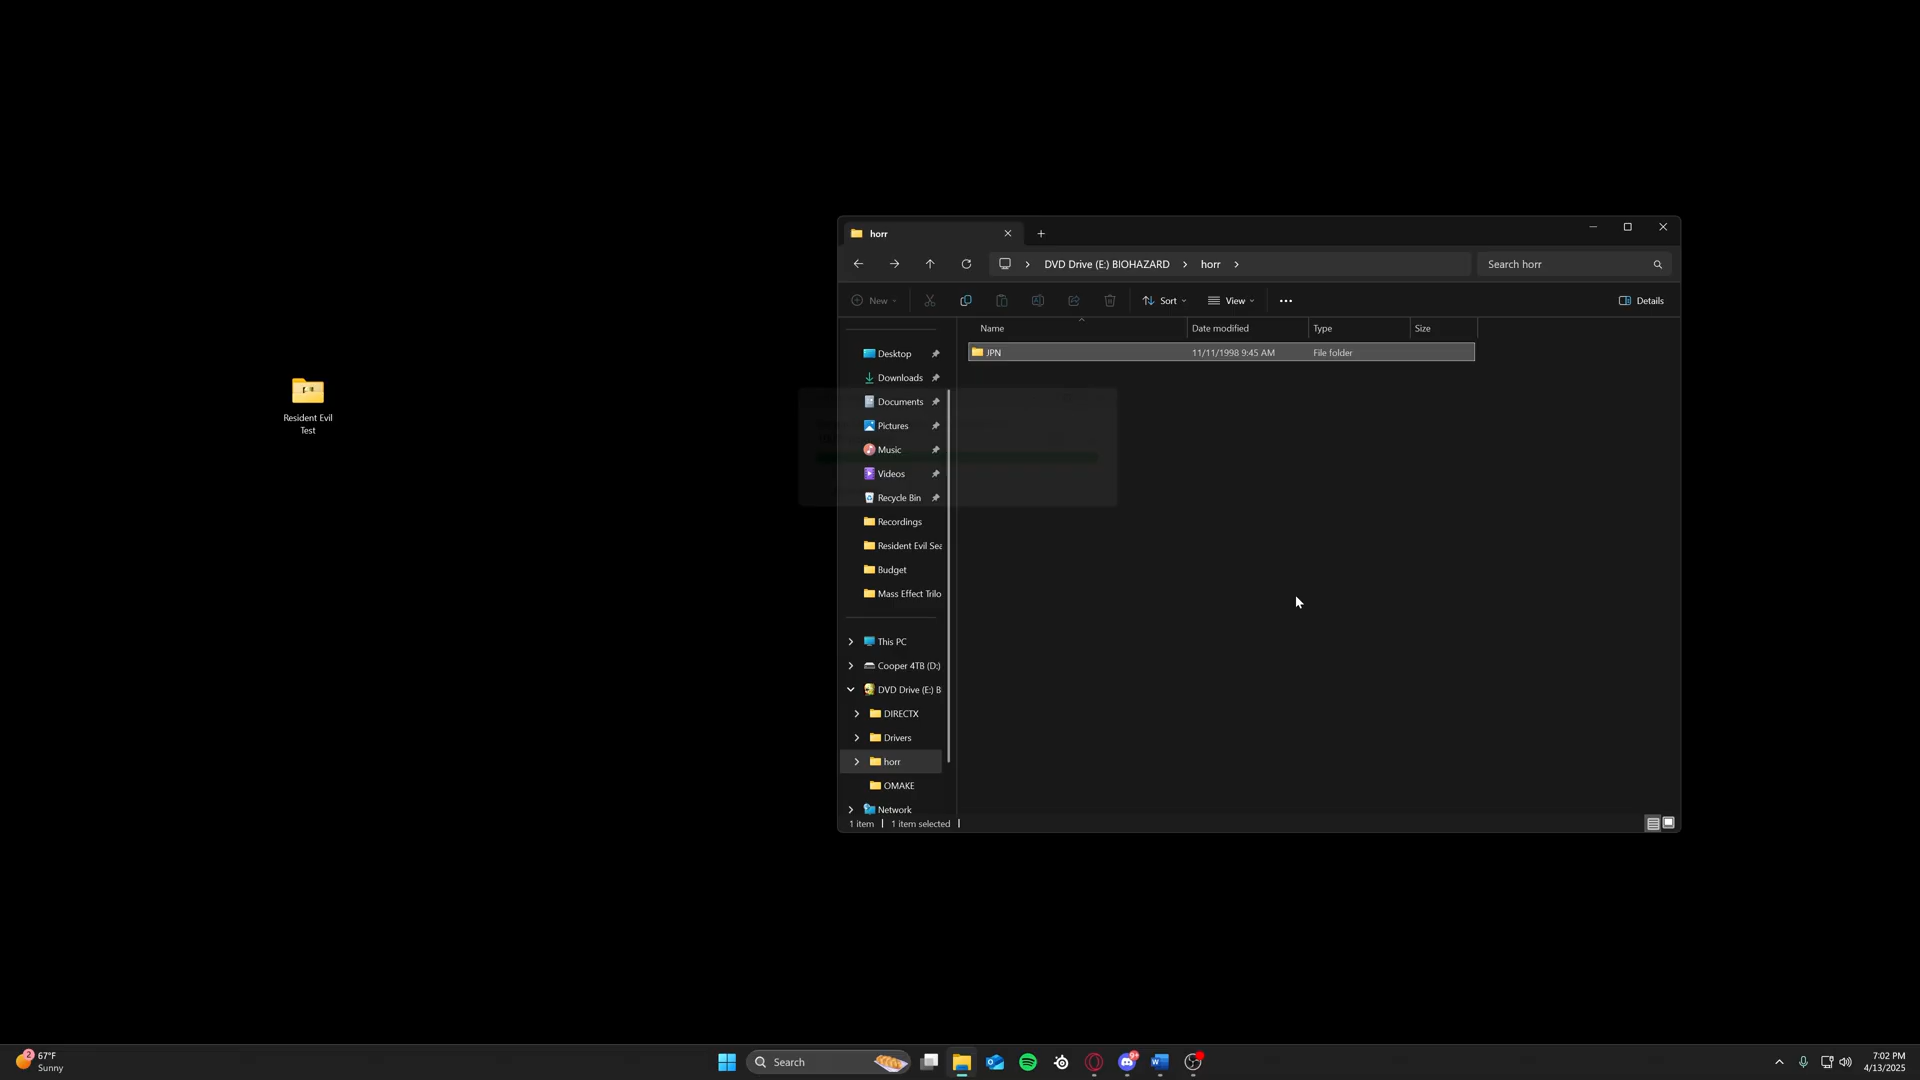 Resident Evil
Test
horr
DVD Drive (E:) BIOHAZARD
horr
Search horr
New
Sort
View
Details
Name
Date modified
Type
Size
JPN
11/11/1998 9:45 AM
File folder
Desktop
Downloads
Documents
Pictures
Music
Videos
Recycle Bin
Recordings
Resident Evil Sea
Budget
Mass Effect Trilo
This PC
Cooper 4TB (D:)
DVD Drive (E:) B
DIRECTX
Drivers
horr
OMAKE
Network
1 item
1 item selected
2
67°F
Sunny
Search
7:02 PM
4/13/2025